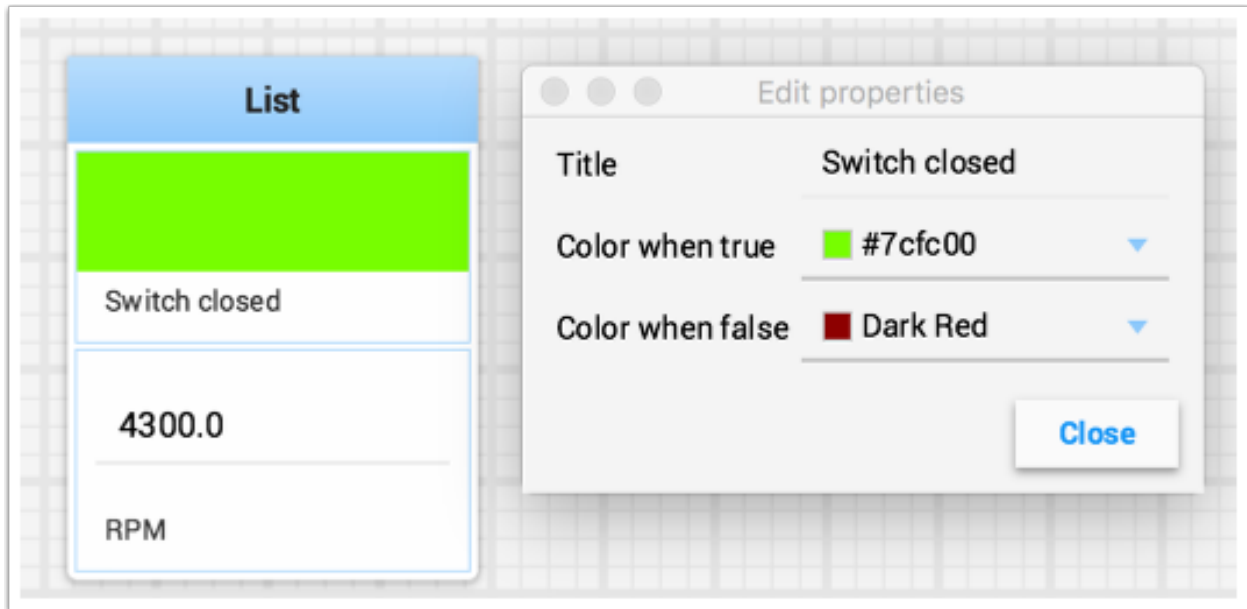 List
Switch closed
4300.0
RPM
Edit properties
Title
Switch closed
Color when true
#7cfc00
Color when false
Dark Red
Close